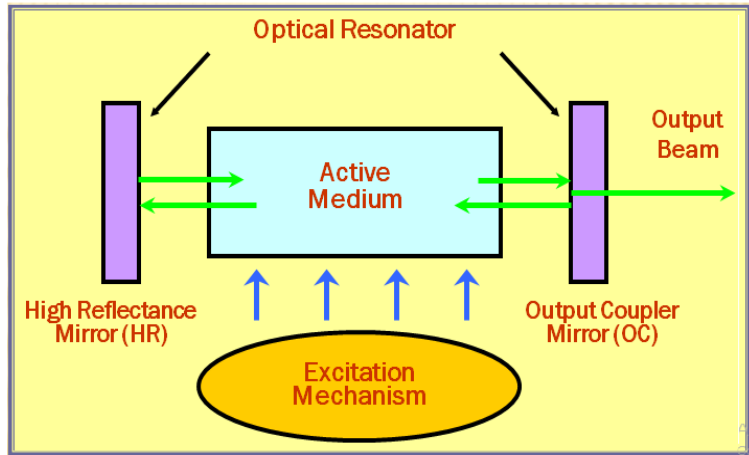 Optical Resonator
Output
Beam
Active
Medium
High Reflectance
Mirror (HR)
Output Coupler
Mirror (OC)
Excitation
Mechanism